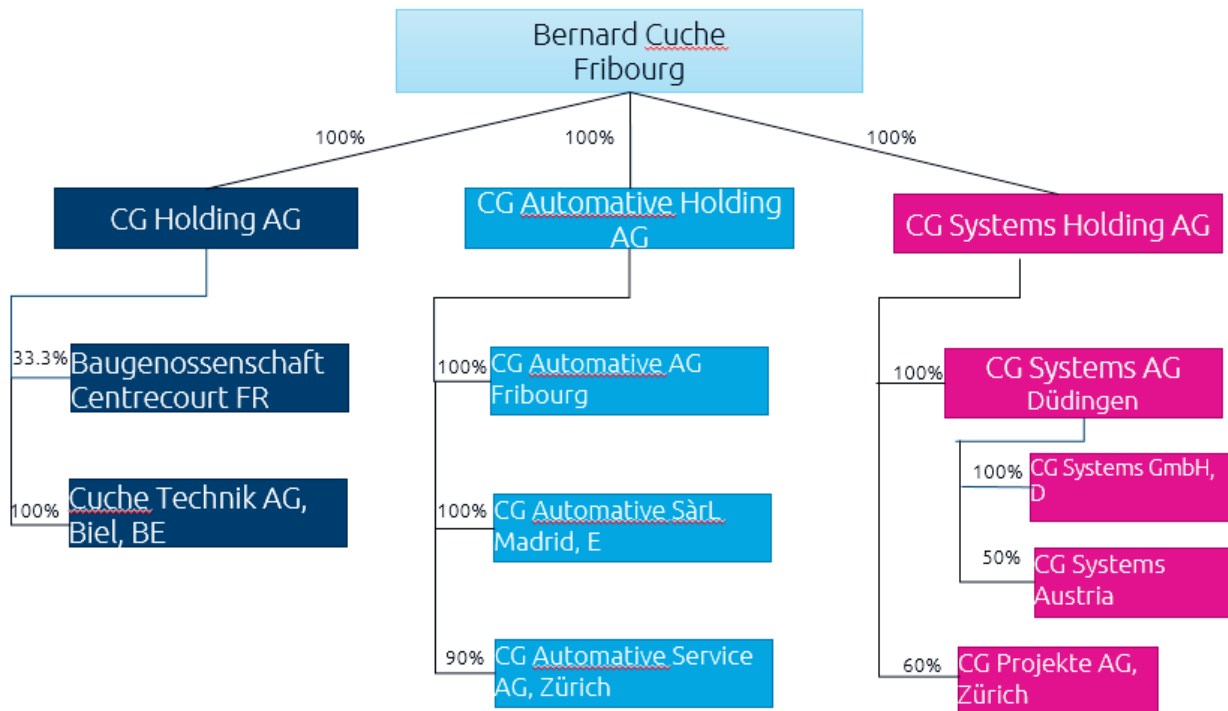 Bernard Cuche
Fribourg
100%
100%
100%
CG Holding AG
CG Automative Holding
AG
CG Systems Holding AG
33.3%
Baugenossenschaft
Centrecourt FR
100%
Cuche Technik AG,
Biel, BE
100%
CG Automative AG
Fribourg
100%
CG Automative SàrL
Madrid, E
90%
CG Automative Service
AG, Zürich
100%
CG Systems AG
Düdingen
100%
CG Systems GmbH,
D
50%
CG Systems
Austria
60%
CG Projekte AG,
Zürich